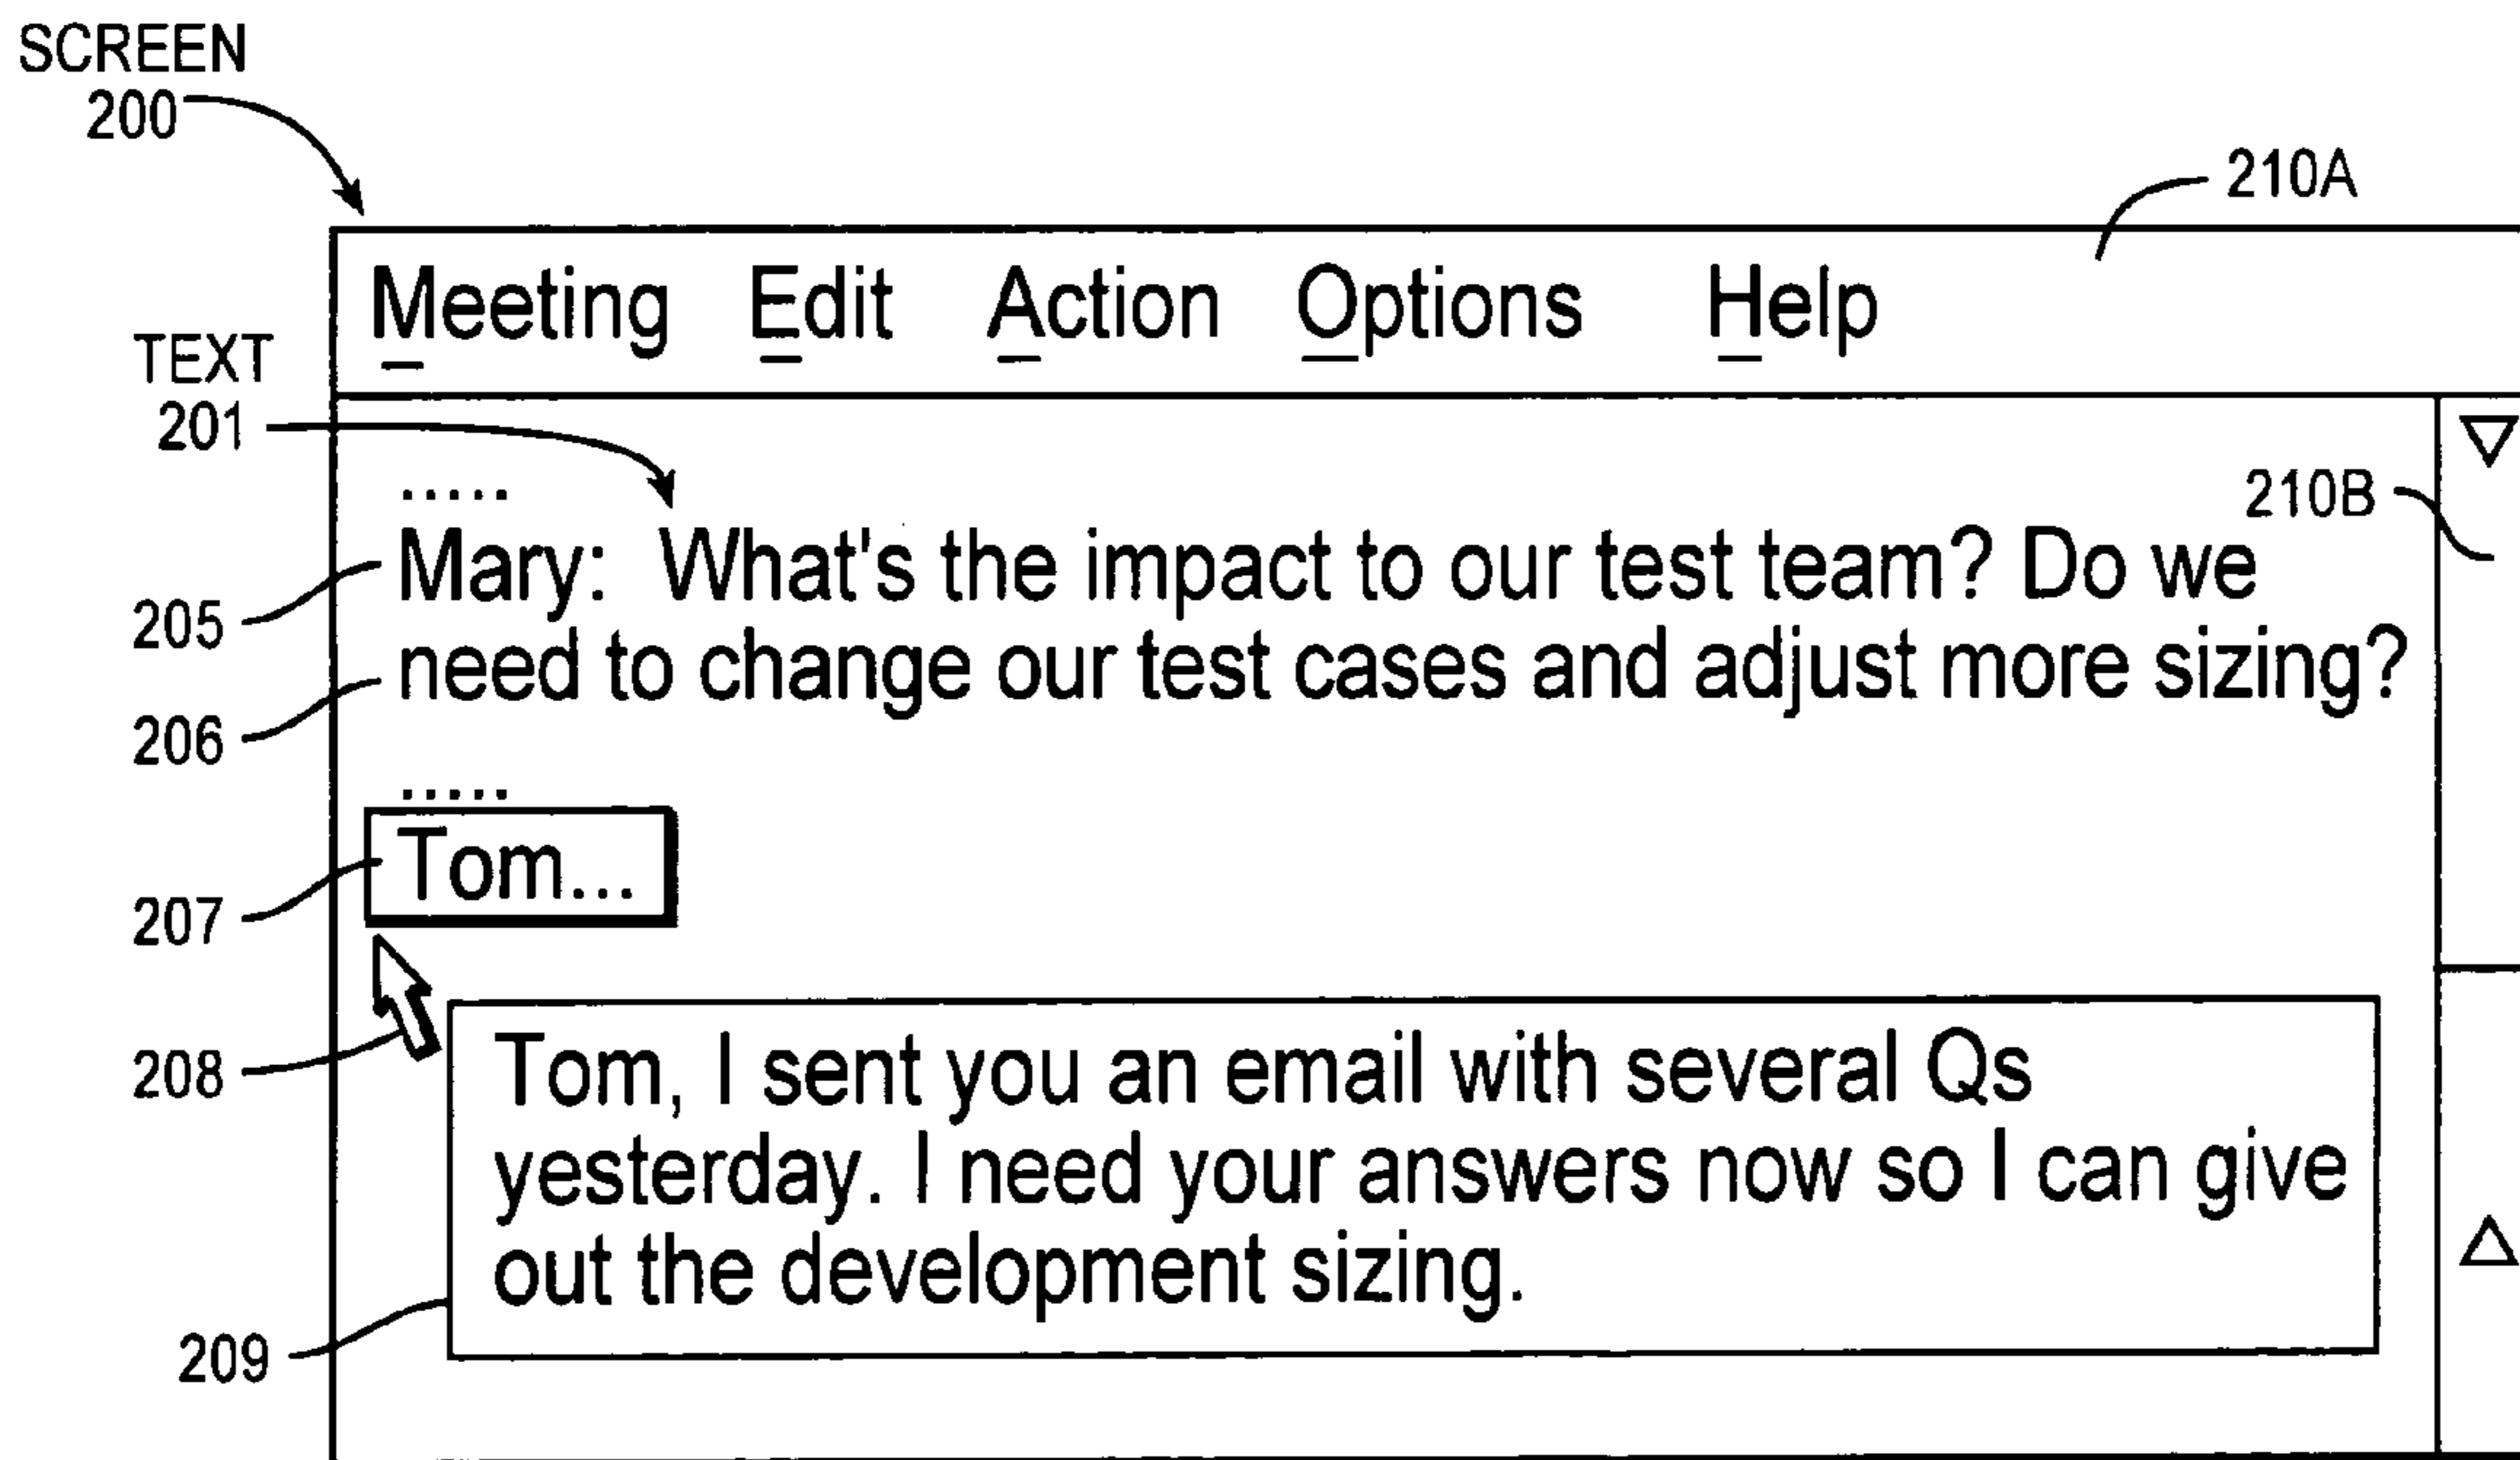 SCREEN
200
210A
Meeting Edit Action Options Help
TEXT
201
.....
210B
Mary: What's the impact to our test team? Do we
205
need to change our test cases and adjust more sizing?
206
.....
Tom...
207
208
Tom, I sent you an email with several Qs
yesterday. I need your answers now so I can give
out the development sizing.
209